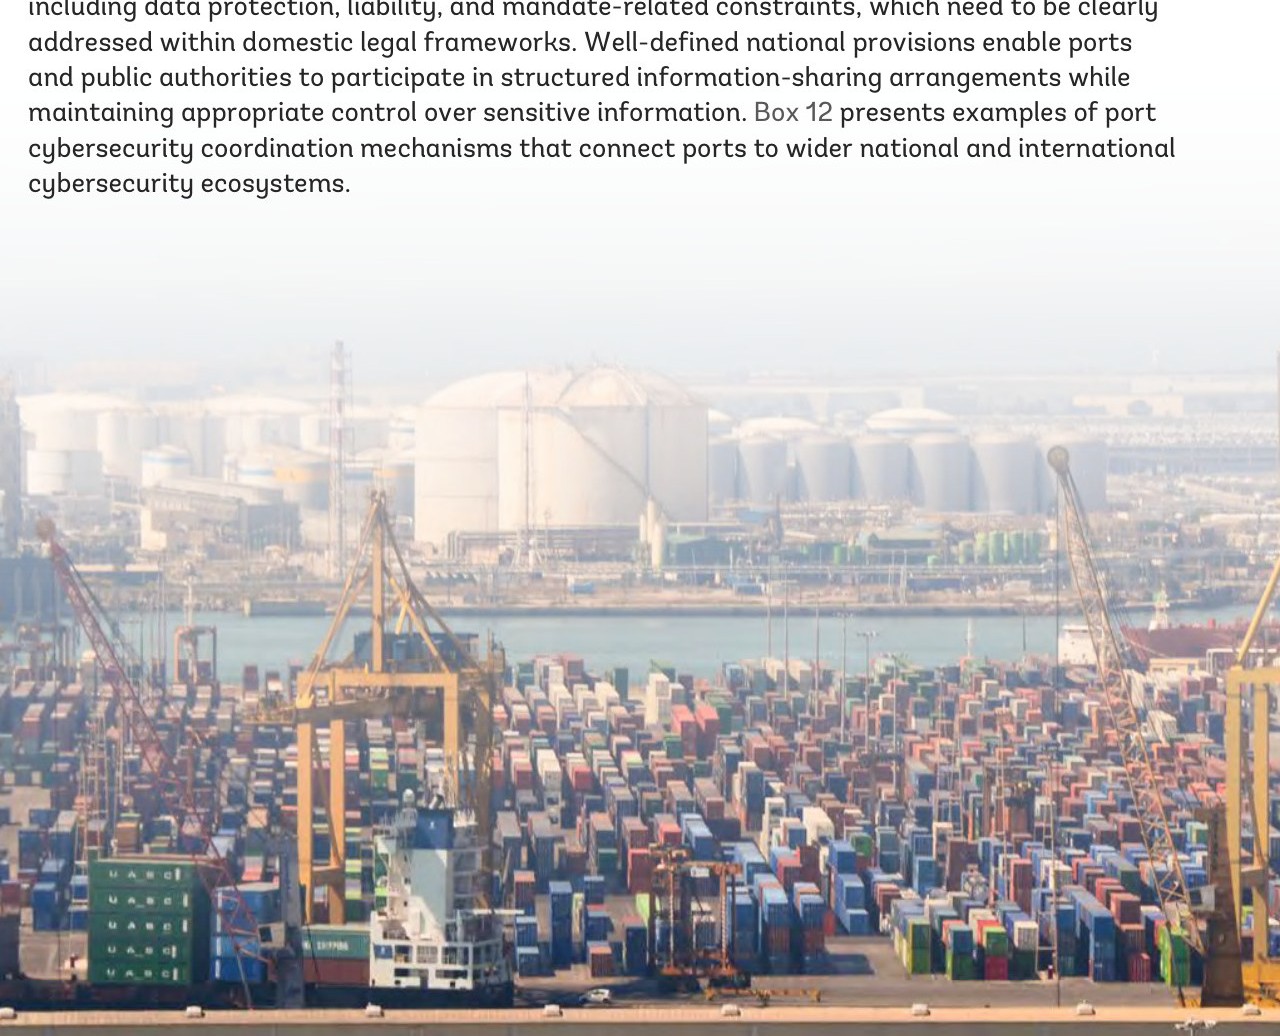 including data protection, liability, and mandate-related constraints, which need to be clearly
addressed within domestic legal frameworks. Well-defined national provisions enable ports
and public authorities to participate in structured information-sharing arrangements while
maintaining appropriate control over sensitive information. Box 12 presents examples of port
cybersecurity coordination mechanisms that connect ports to wider national and international
cybersecurity ecosystems.
U A S C
U A S C
U A S C
U A S C
U A S C
SHIPPING